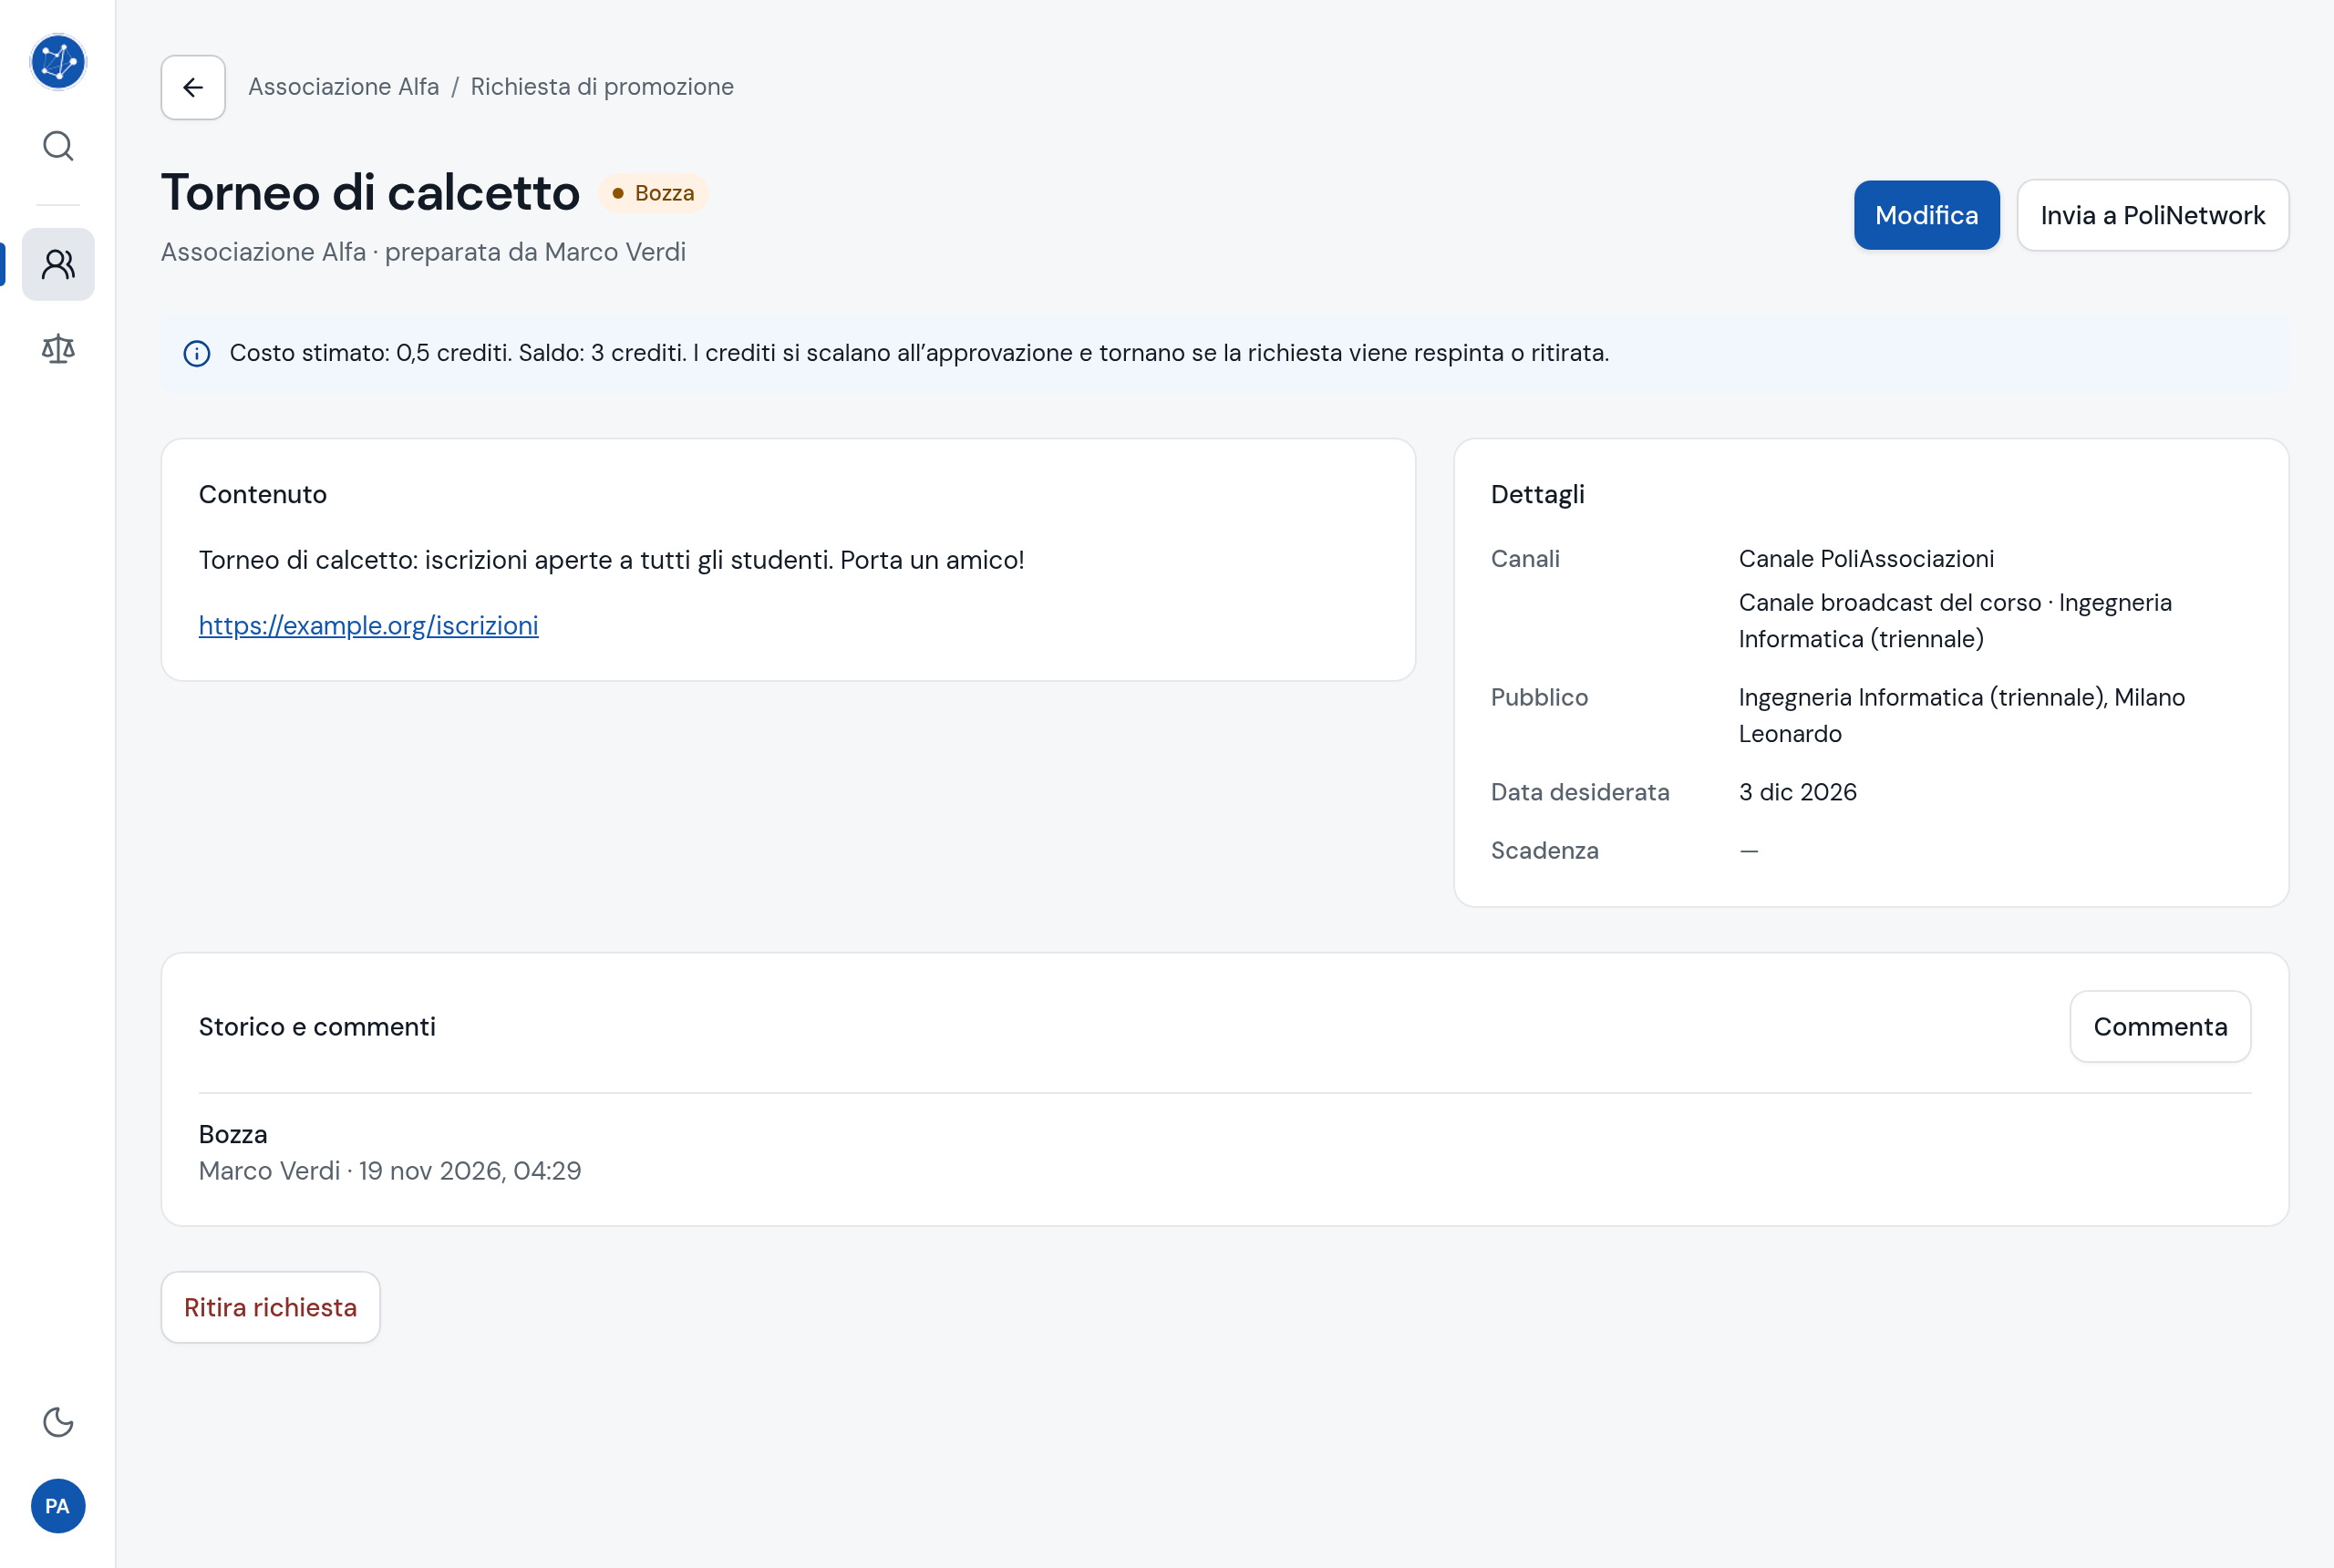 Associazione Alfa / Richiesta di promozione
Torneo di calcetto
Bozza
Associazione Alfa · preparata da Marco Verdi
Modifica
Invia a PoliNetwork
Costo stimato: 0,5 crediti. Saldo: 3 crediti. I crediti si scalano all’approvazione e tornano se la richiesta viene respinta o ritirata.
Contenuto
Torneo di calcetto: iscrizioni aperte a tutti gli studenti. Porta un amico!
https://example.org/iscrizioni
Dettagli
Canali
Canale PoliAssociazioni
Canale broadcast del corso · Ingegneria
Informatica (triennale)
Pubblico
Ingegneria Informatica (triennale), Milano
Leonardo
Data desiderata
3 dic 2026
Scadenza
—
Storico e commenti
Commenta
Bozza
Marco Verdi · 19 nov 2026, 04:29
Ritira richiesta
PA